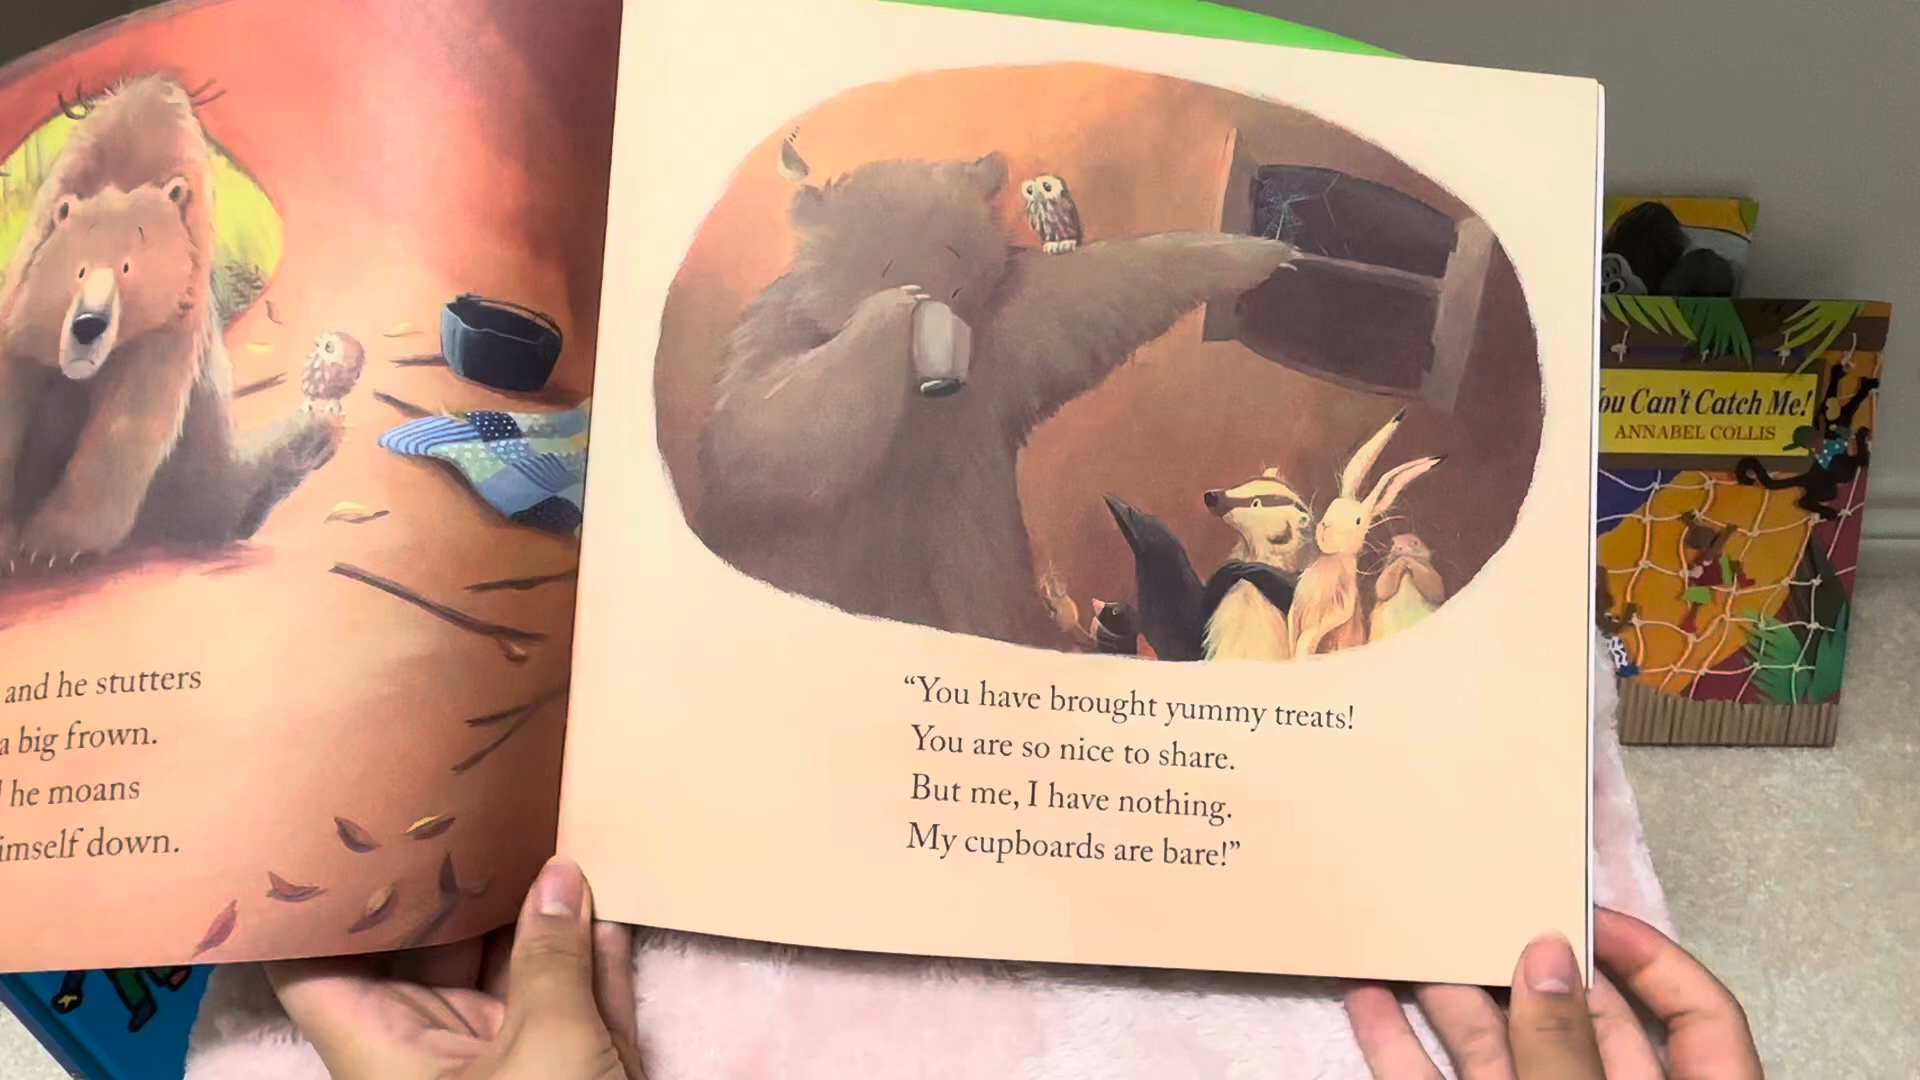 and he stutters
a big frown.
he moans
imself down.
“You have brought yummy treats!
You are so nice to share.
But me, I have nothing.
My cupboards are bare!”
ou Can't Catch Me!
ANNABEL COLLIS